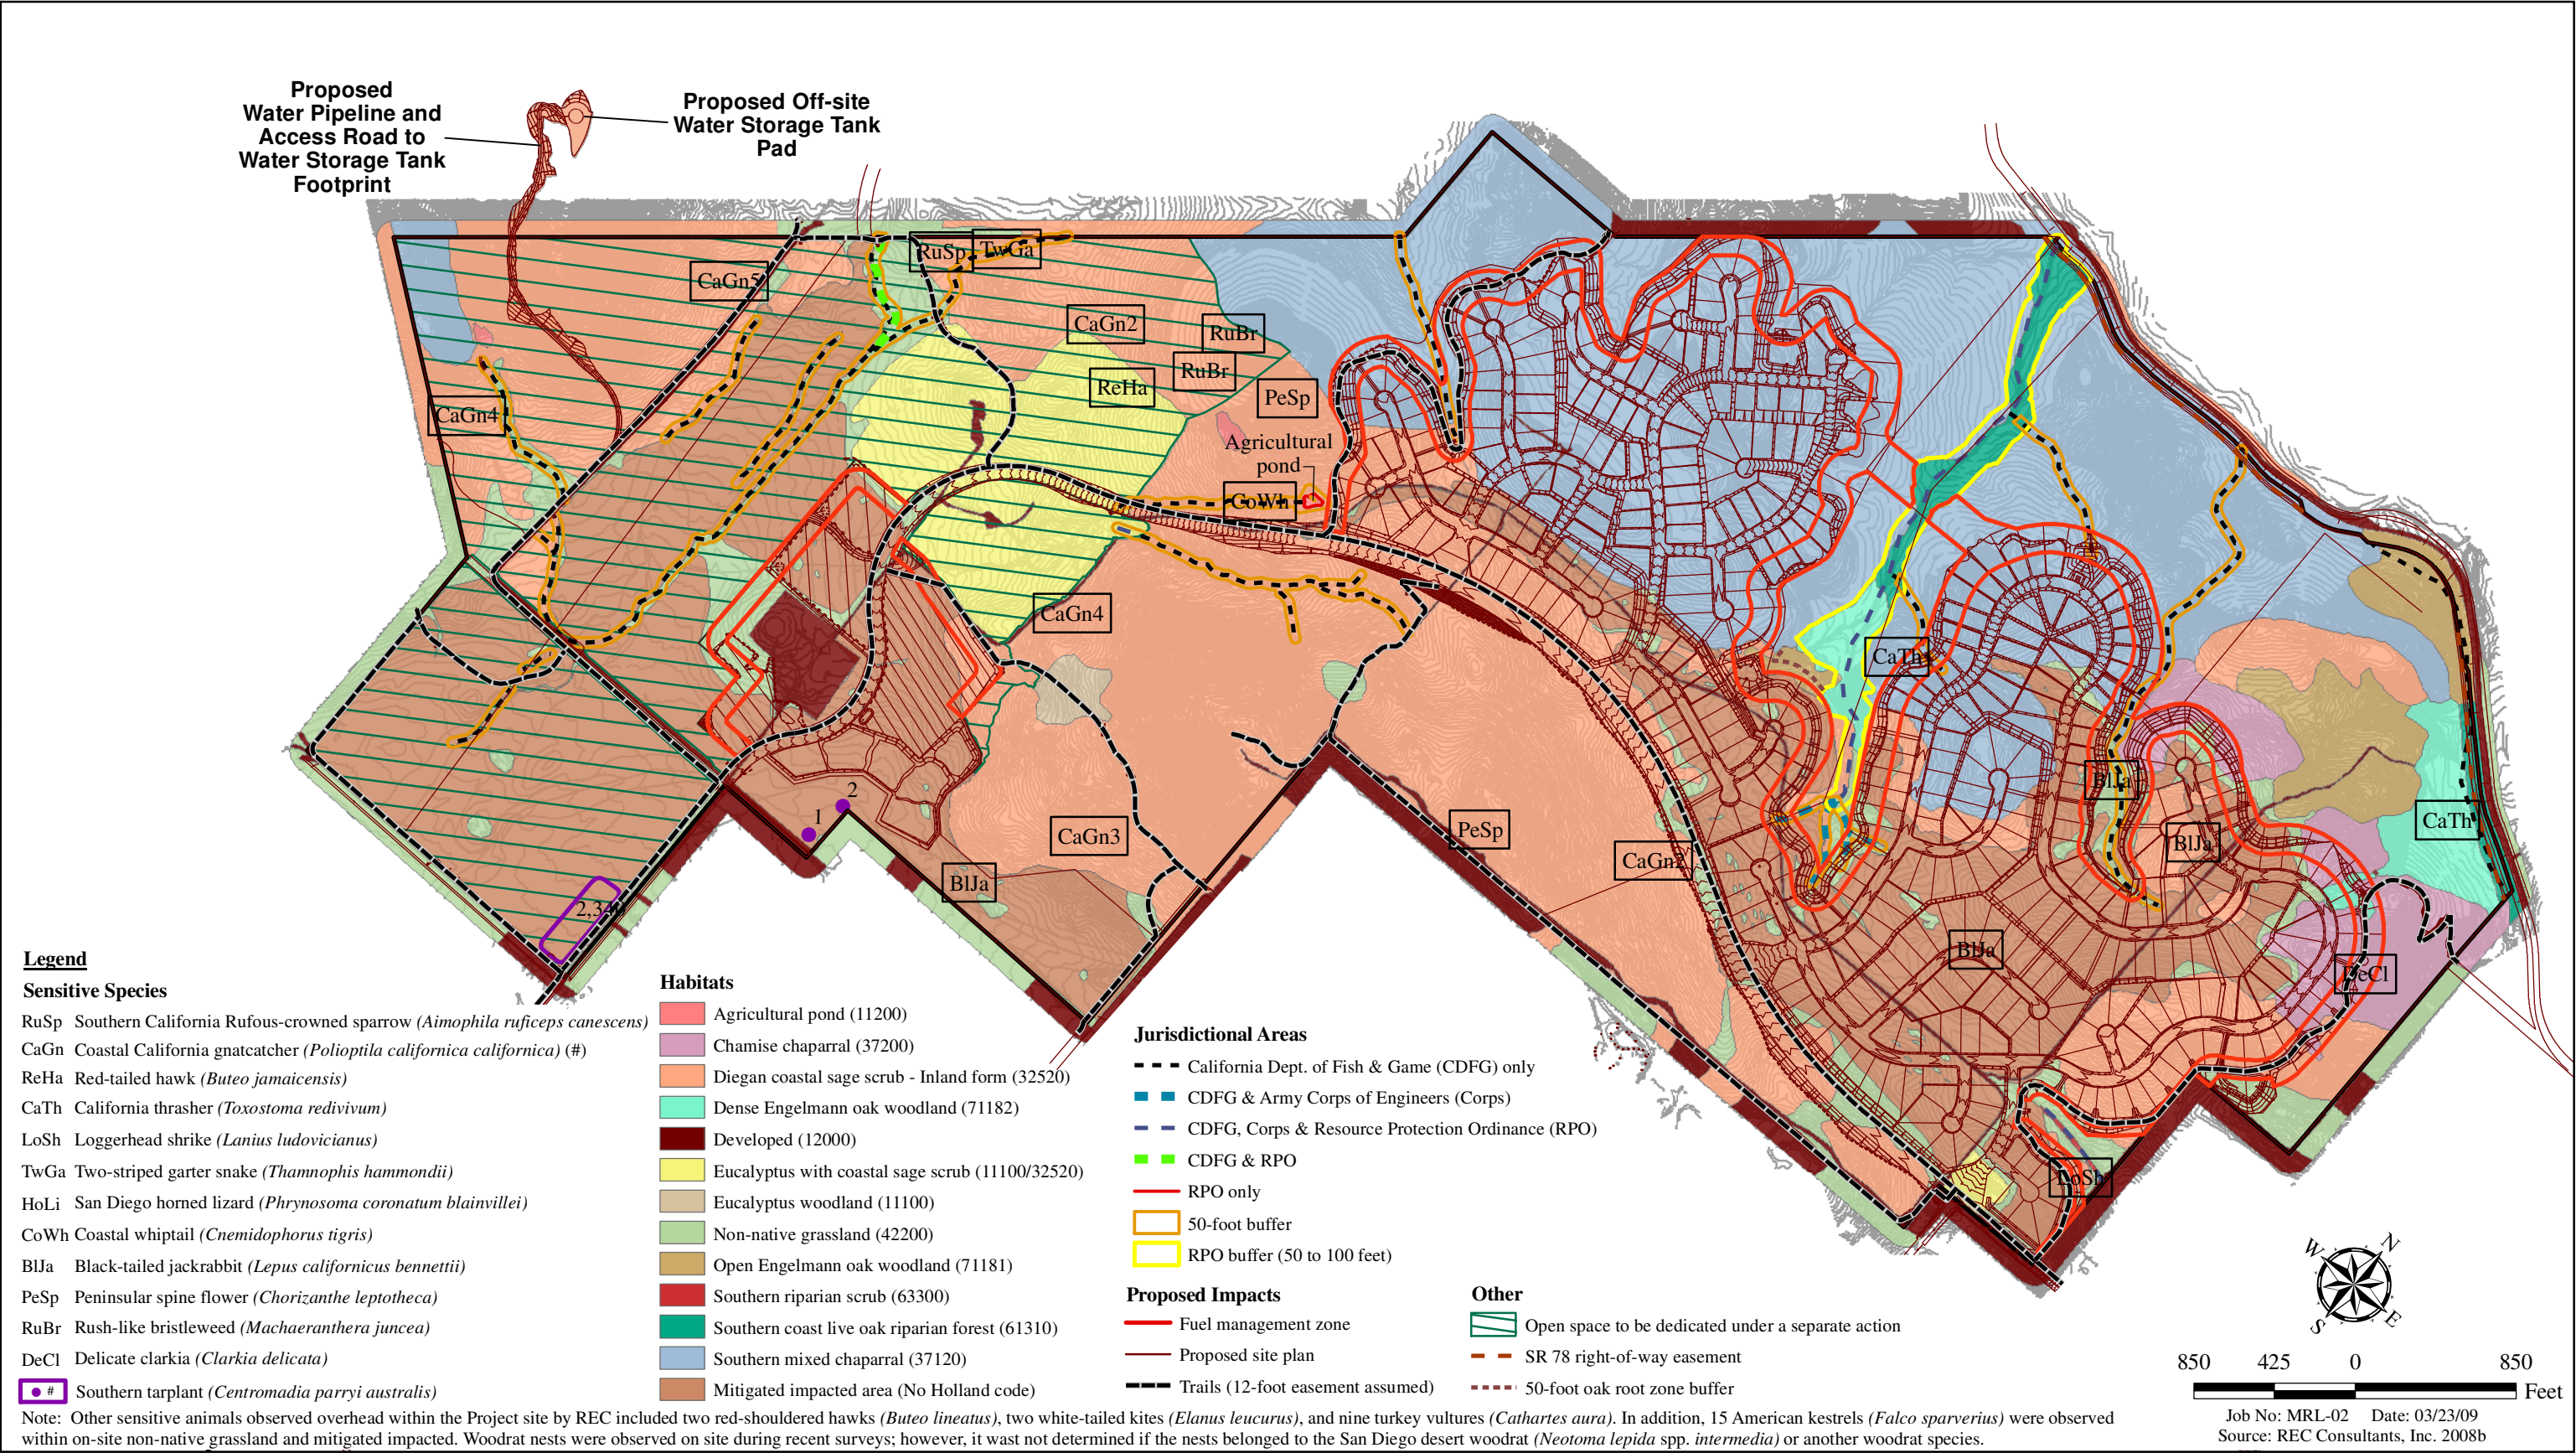 Proposed
Water Pipeline and
Access Road to
Water Storage Tank
Footprint
Proposed Off-site
Water Storage Tank
Pad
RuSp
TwGa
CaGn5
CaGn2
RuBr
RuBr
ReHa
PeSp
CaGn4
Agricultural
pond
CoWh
CaGn4
CaTh
BlJa
2
1
CaTh
PeSp
CaGn3
BlJa
CaGn2
BlJa
2,34
BlJa
DeCl
LoSh
Legend
Sensitive Species
RuSp Southern California Rufous-crowned sparrow (Aimophila ruficeps canescens)
CaGn Coastal California gnatcatcher (Polioptila californica californica) (#)
ReHa Red-tailed hawk (Buteo jamaicensis)
CaTh California thrasher (Toxostoma redivivum)
LoSh Loggerhead shrike (Lanius ludovicianus)
TwGa Two-striped garter snake (Thamnophis hammondii)
HoLi San Diego horned lizard (Phrynosoma coronatum blainvillei)
CoWh Coastal whiptail (Cnemidophorus tigris)
BlJa Black-tailed jackrabbit (Lepus californicus bennettii)
PeSp Peninsular spine flower (Chorizanthe leptotheca)
RuBr Rush-like bristleweed (Machaeranthera juncea)
DeCl Delicate clarkia (Clarkia delicata)
# Southern tarplant (Centromadia parryi australis)
Habitats
Agricultural pond (11200)
Chamise chaparral (37200)
Diegan coastal sage scrub - Inland form (32520)
Dense Engelmann oak woodland (71182)
Developed (12000)
Eucalyptus with coastal sage scrub (11100/32520)
Eucalyptus woodland (11100)
Non-native grassland (42200)
Open Engelmann oak woodland (71181)
Southern riparian scrub (63300)
Southern coast live oak riparian forest (61310)
Southern mixed chaparral (37120)
Mitigated impacted area (No Holland code)
Jurisdictional Areas
California Dept. of Fish & Game (CDFG) only
CDFG & Army Corps of Engineers (Corps)
CDFG, Corps & Resource Protection Ordinance (RPO)
CDFG & RPO
RPO only
50-foot buffer
RPO buffer (50 to 100 feet)
Proposed Impacts
Fuel management zone
Proposed site plan
Trails (12-foot easement assumed)
Other
Open space to be dedicated under a separate action
SR 78 right-of-way easement
50-foot oak root zone buffer
N
W
E
S
850 425 0 850
Feet
Job No: MRL-02 Date: 03/23/09
Source: REC Consultants, Inc. 2008b
Note: Other sensitive animals observed overhead within the Project site by REC included two red-shouldered hawks (Buteo lineatus), two white-tailed kites (Elanus leucurus), and nine turkey vultures (Cathartes aura). In addition, 15 American kestrels (Falco sparverius) were observed
within on-site non-native grassland and mitigated impacted. Woodrat nests were observed on site during recent surveys; however, it wast not determined if the nests belonged to the San Diego desert woodrat (Neotoma lepida spp. intermedia) or another woodrat species.